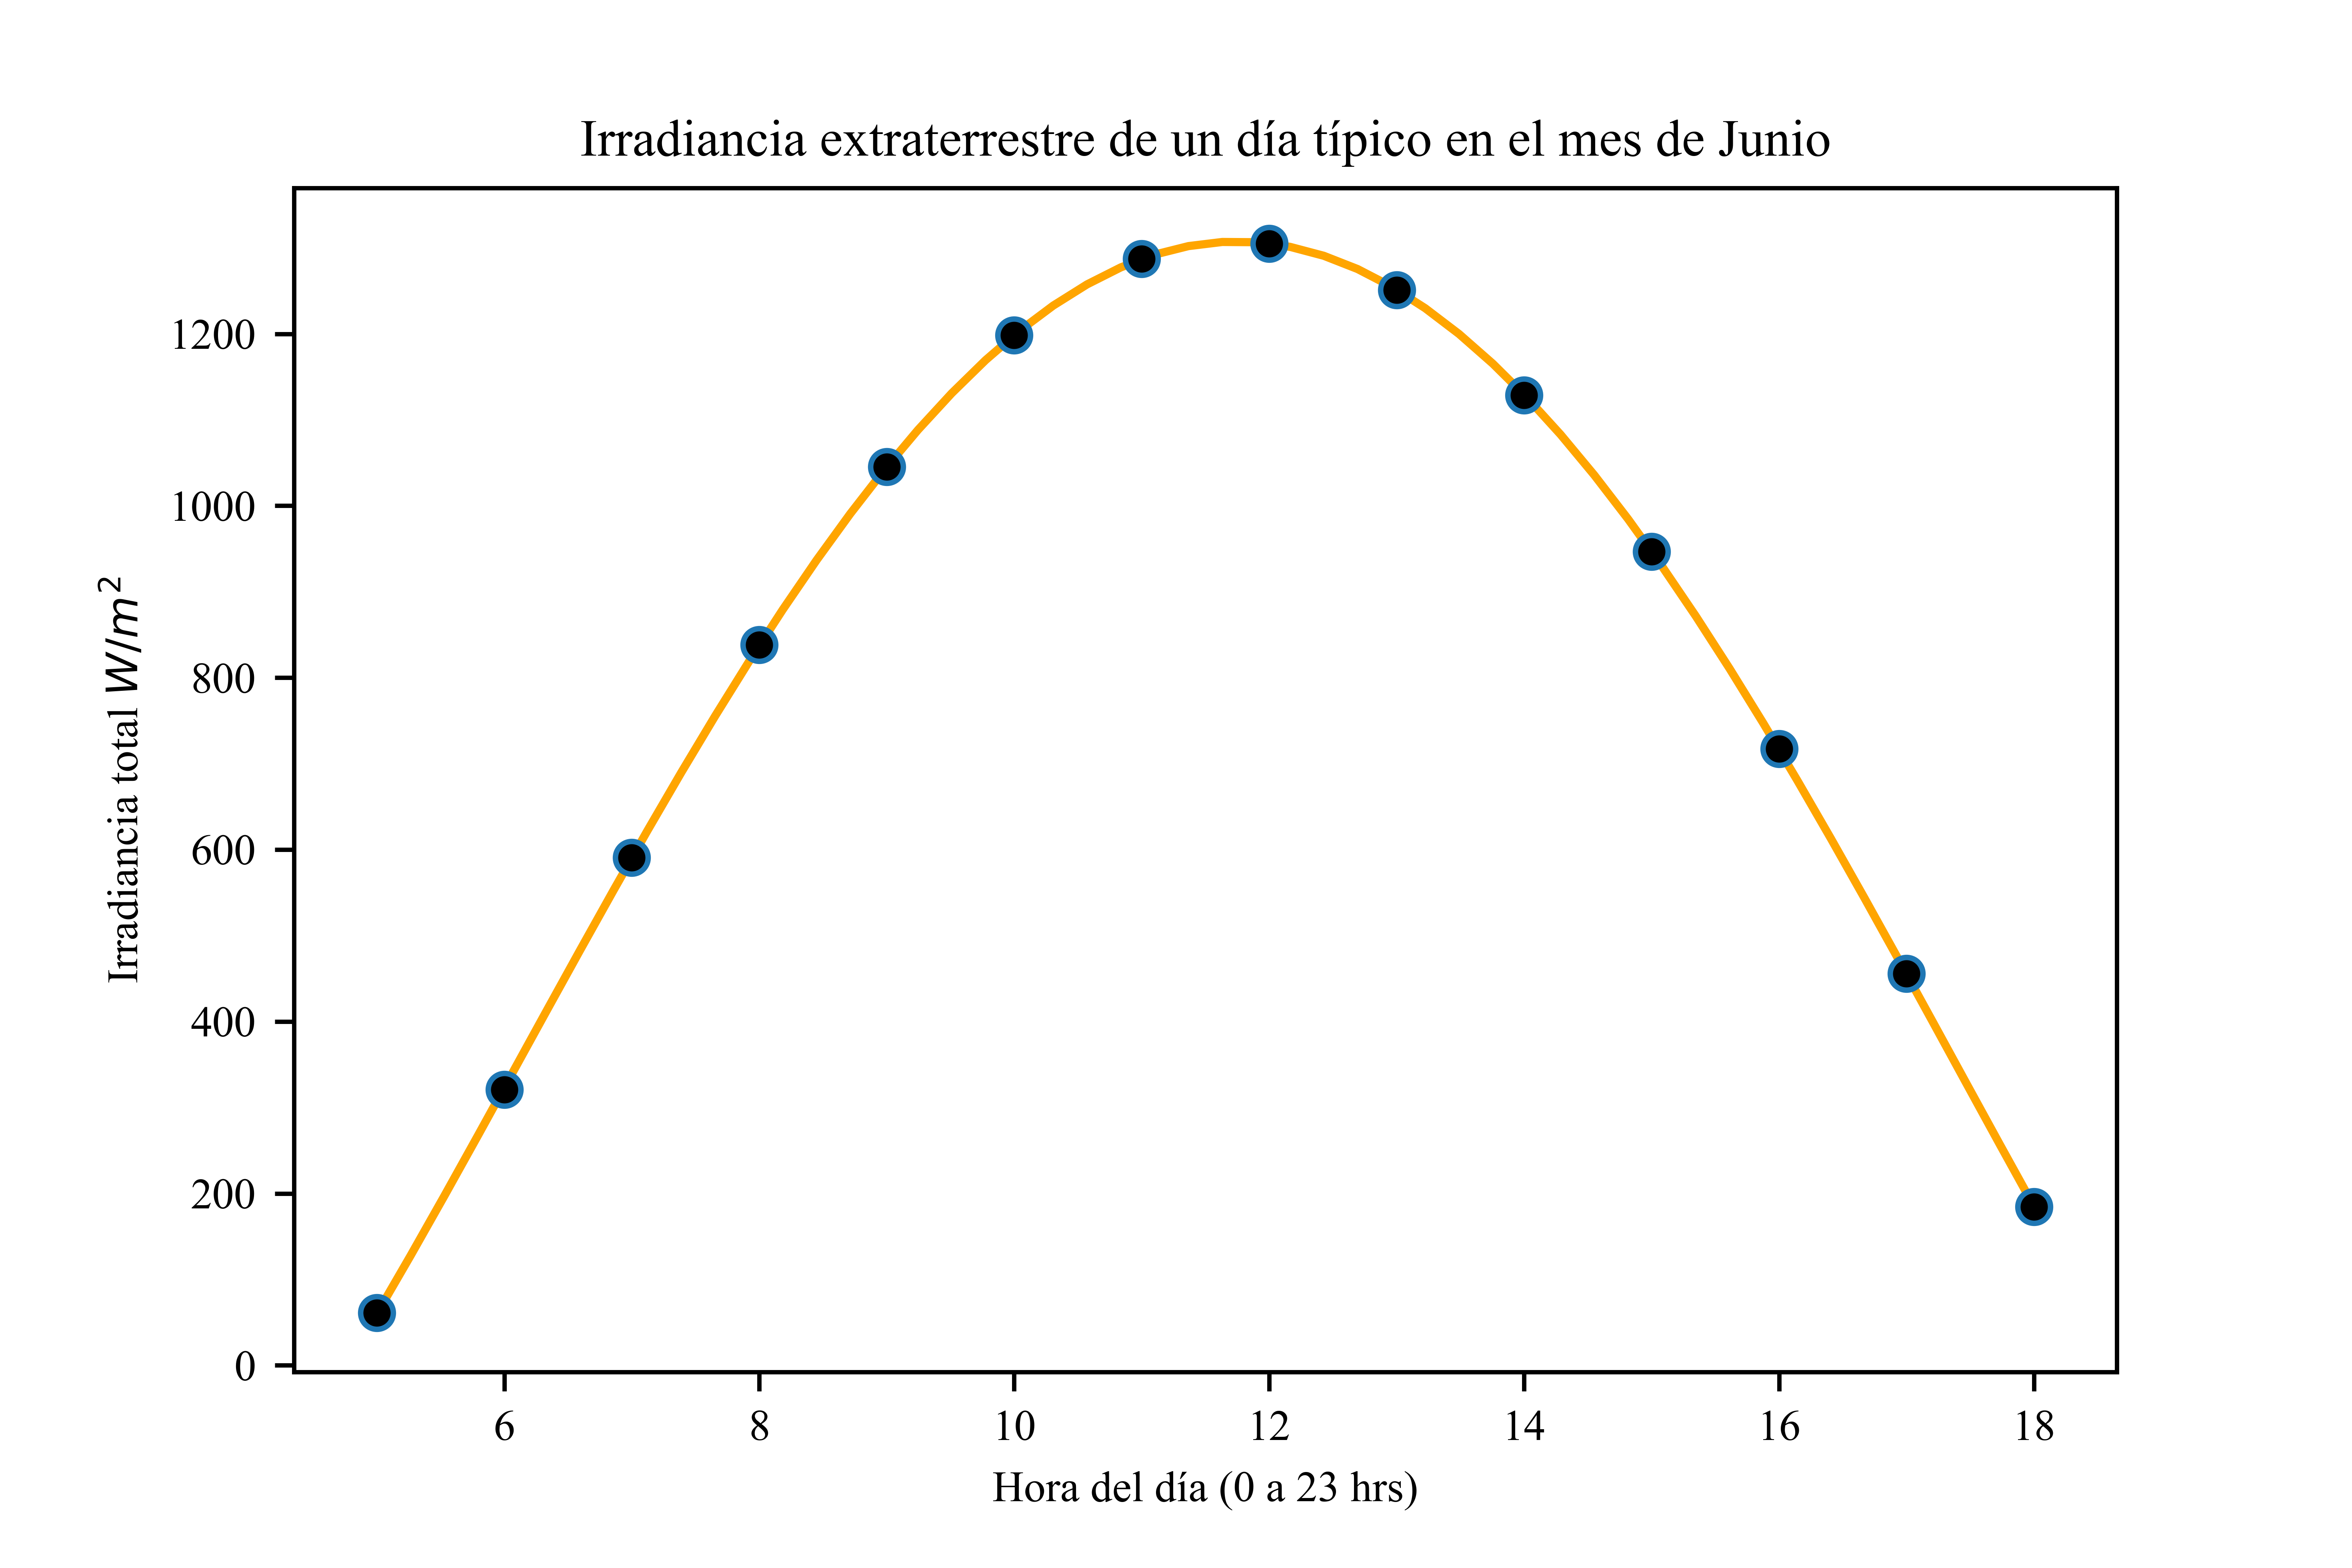 Irradiancia extraterrestre de un día típico en el mes de Junio
Irradiancia total W/m²
1200
1000
800
600
400
200
0
6 8 10 12 14 16 18
Hora del día (0 a 23 hrs)